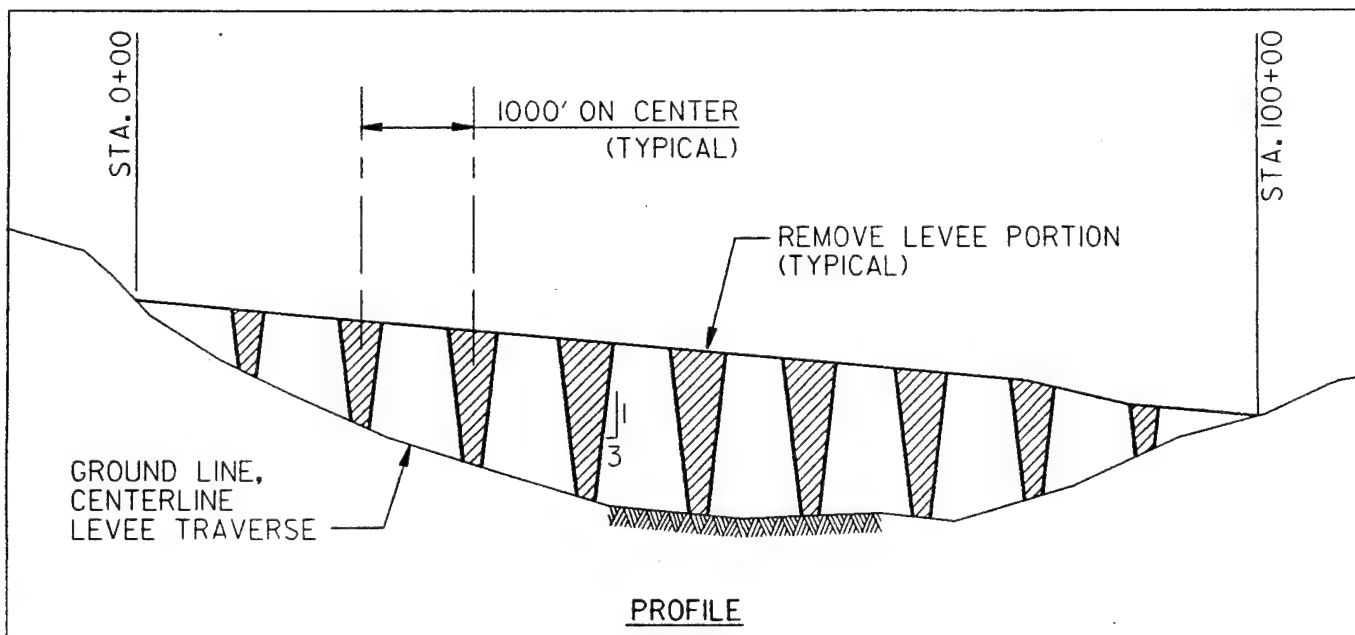 STA. 0+00
1000' ON CENTER
(TYPICAL)
STA. 100+00
REMOVE LEVEE PORTION
(TYPICAL)
1
3
GROUND LINE,
CENTERLINE
LEVEE TRAVERSE
PROFILE